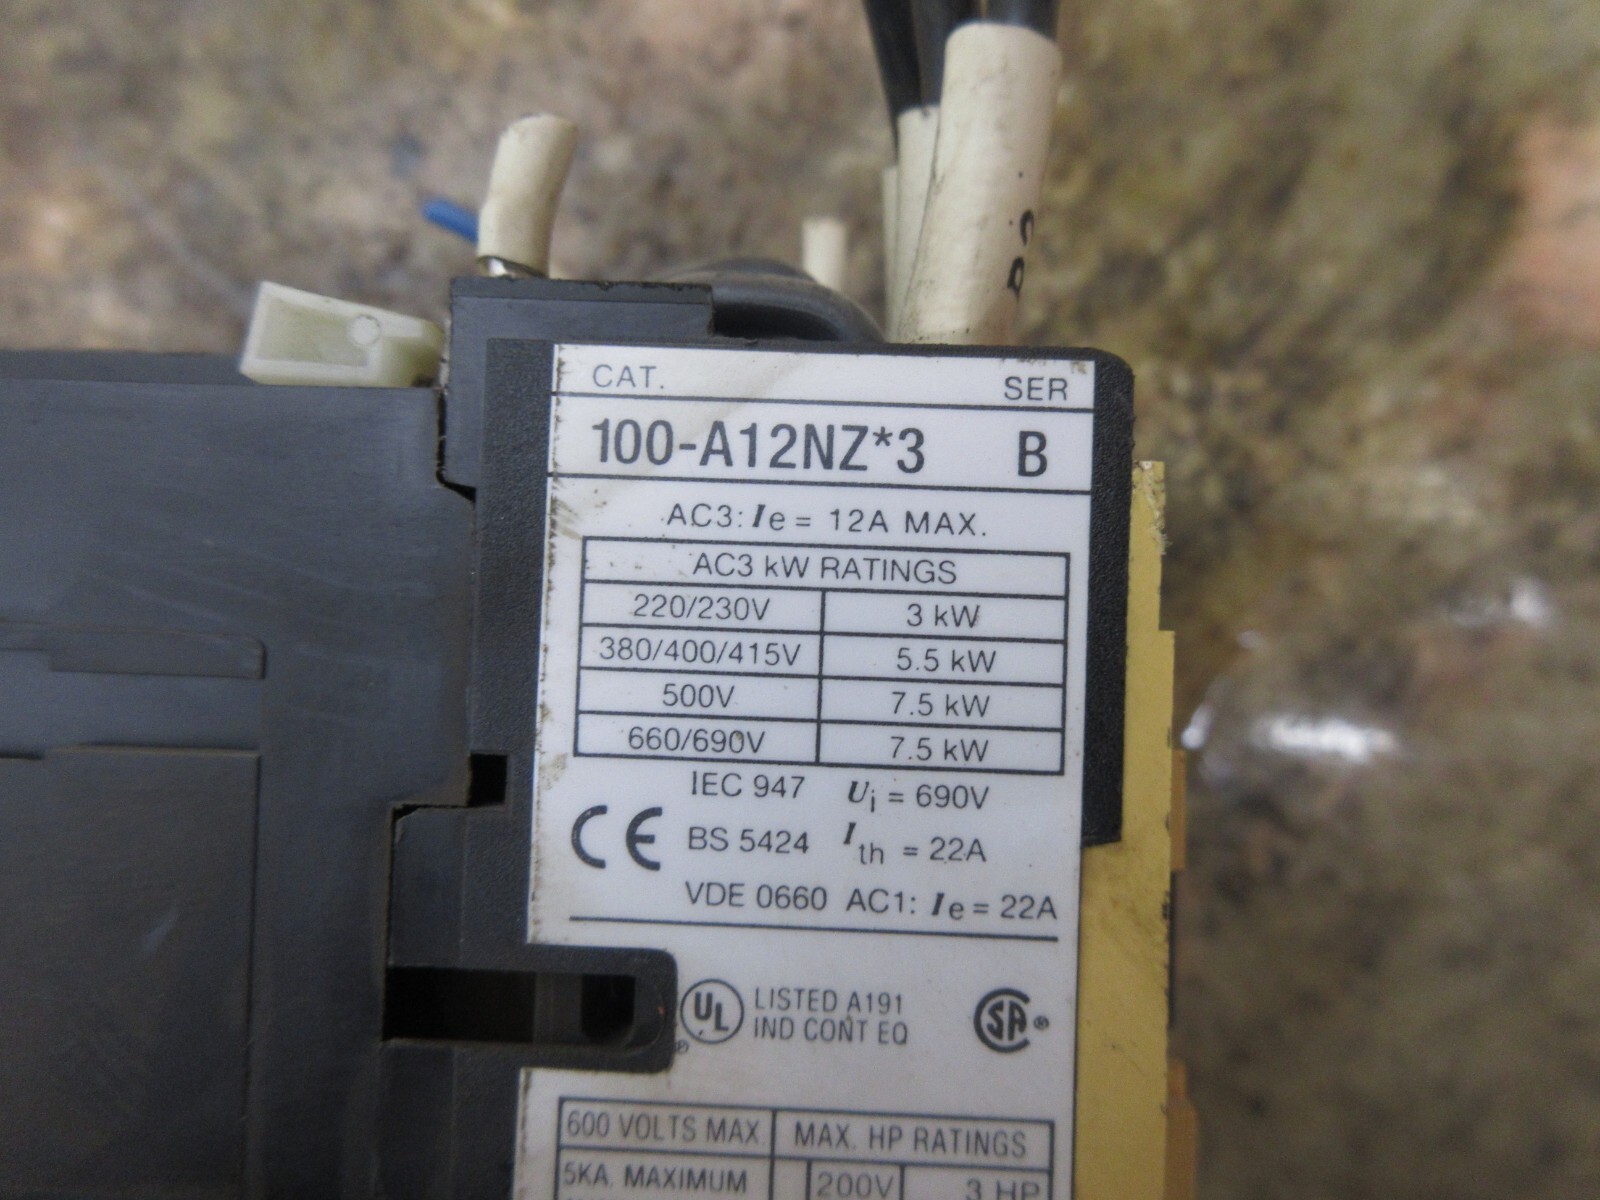 CAT. SER
100-A12NZ*3 B
AC3: Ie = 12A MAX.
AC3 kW RATINGS
220/230V 3 kW
380/400/415V 5.5 kW
500V 7.5 kW
660/690V 7.5 kW
IEC 947 Ui = 690V
CE BS 5424 Ith = 22A
VDE 0660 AC1: Ie = 22A
UL ® LISTED A191
IND CONT EQ
SA ®
600 VOLTS MAX MAX. HP RATINGS
5KA. MAXIMUM 200V 3 HP